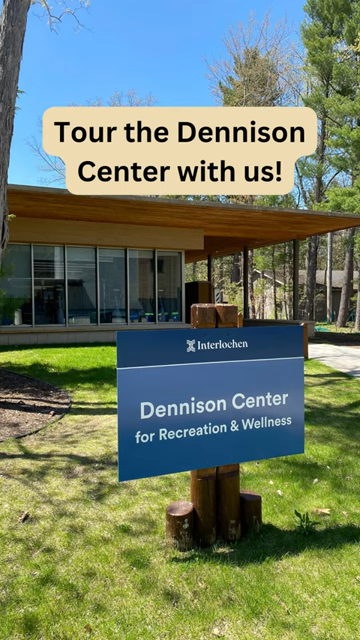 Tour the Dennison
Center with us!
Interlochen
Dennison Center
for Recreation & Wellness